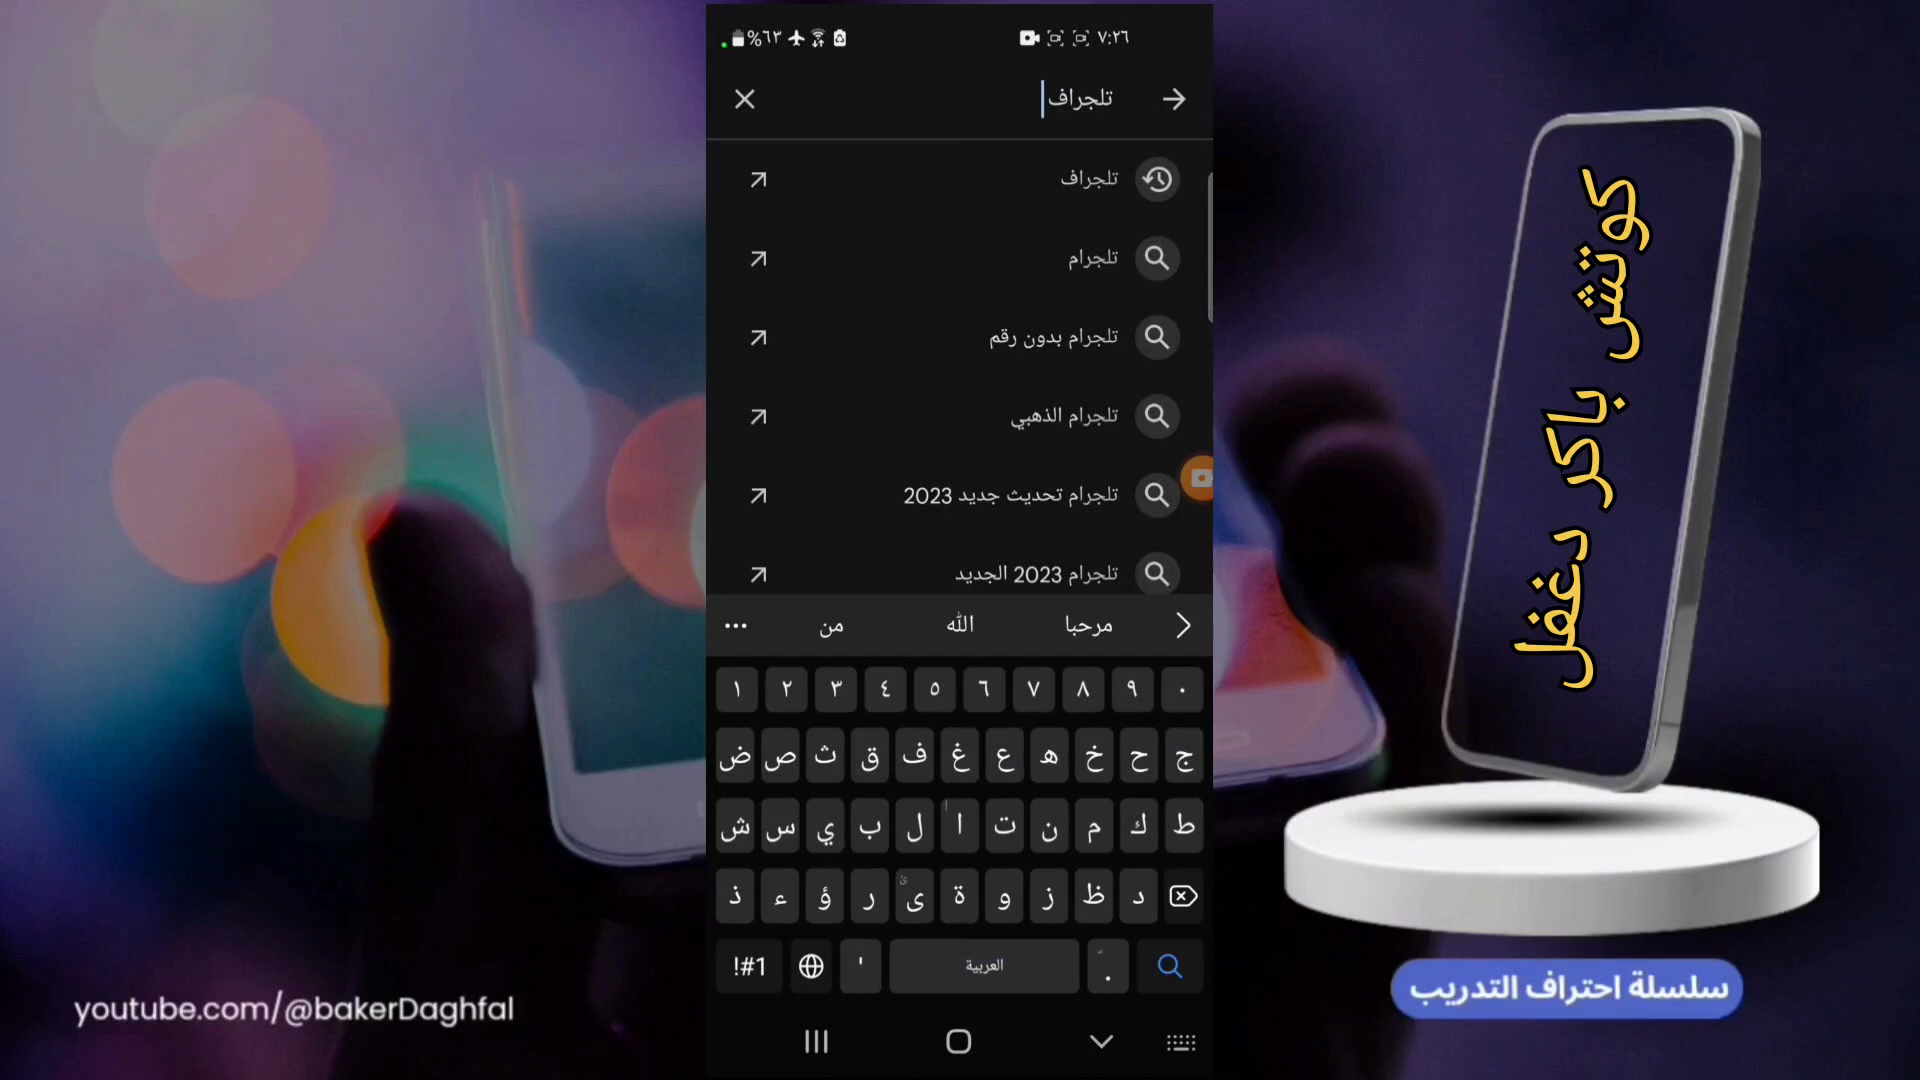 ٧:٢٦
%٦٣
تلجراف
تلجراف
تلجرام
تلجرام بدون رقم
تلجرام الذهبي
تلجرام تحديث جديد 2023
تلجرام 2023 الجديد
مرحبا الله من
١ ٢ ٣ ٤ ٥ ٦ ٧ ٨ ٩ ٠
ض ص ث ق ف غ ع ه خ ح ج
ش س ي ب ل ا ت ن م ك ط
ذ ء ؤ ر ى ة و ز ظ د
!#1 ' العربية .
كوتش باكر دغفل
سلسلة احتراف التدريب
youtube.com/@bakerDaghfal